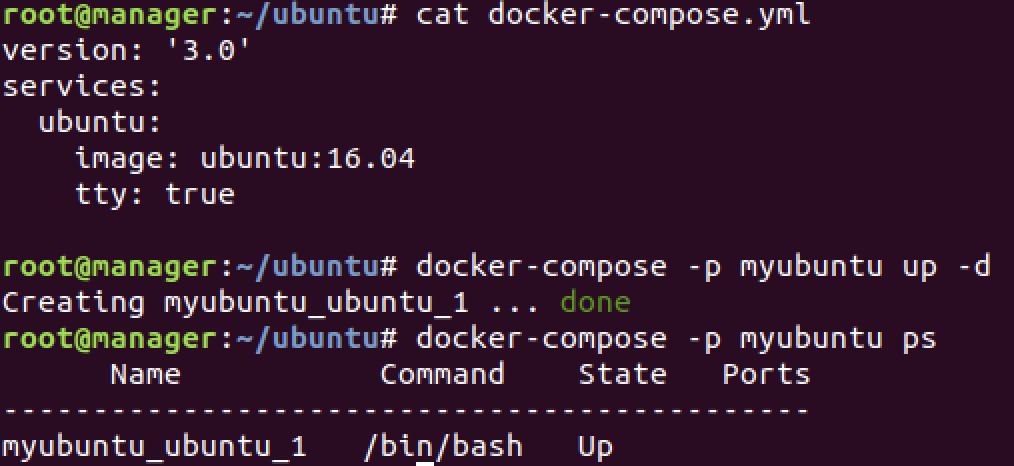 root@manager:~/ubuntu# cat docker-compose.yml
version: '3.0'
services:
  ubuntu:
    image: ubuntu:16.04
    tty: true

root@manager:~/ubuntu# docker-compose -p myubuntu up -d
Creating myubuntu_ubuntu_1 ... done
root@manager:~/ubuntu# docker-compose -p myubuntu ps
      Name           Command    State   Ports
---------------------------------------------
myubuntu_ubuntu_1   /bin/bash   Up